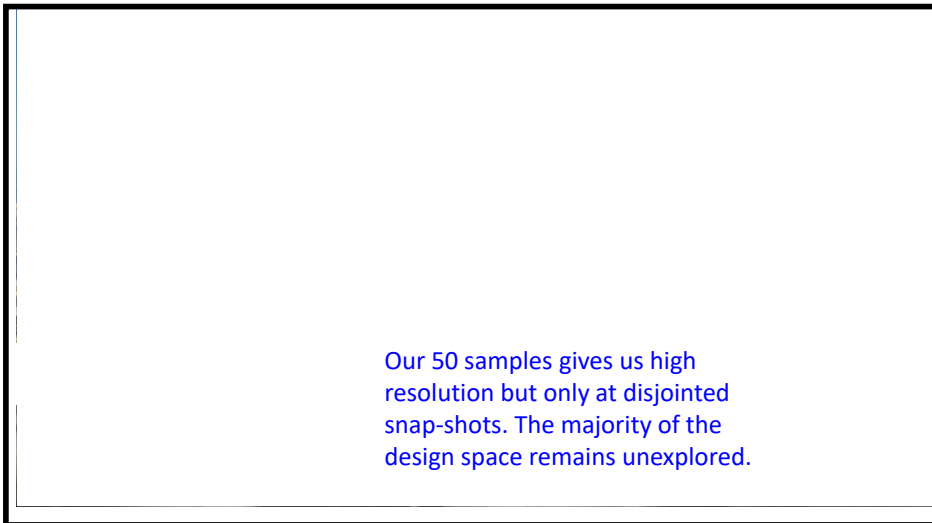 Our 50 samples gives us high
resolution but only at disjointed
snap-shots. The majority of the
design space remains unexplored.